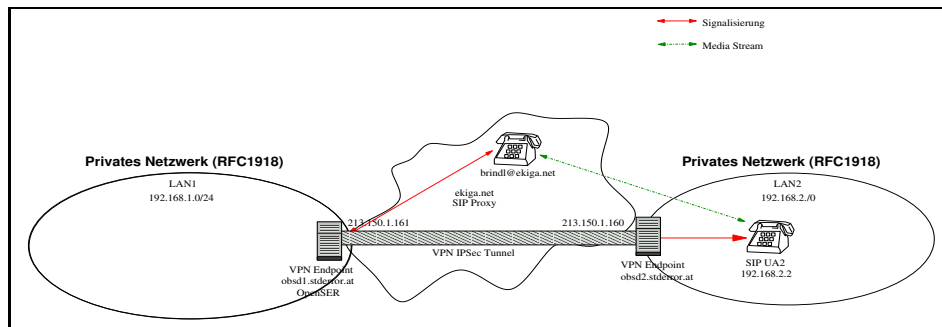 Signalisierung
Media Stream
Privates Netzwerk (RFC1918)
LAN1
192.168.1.0/24
brindl@ekiga.net
ekiga.net
SIP Proxy
Privates Netzwerk (RFC1918)
LAN2
192.168.2./0
213.150.1.161
213.150.1.160
VPN IPSec Tunnel
VPN Endpoint
obsd1.stderror.at
OpenSER
VPN Endpoint
obsd2.stderror.at
SIP UA2
192.168.2.2